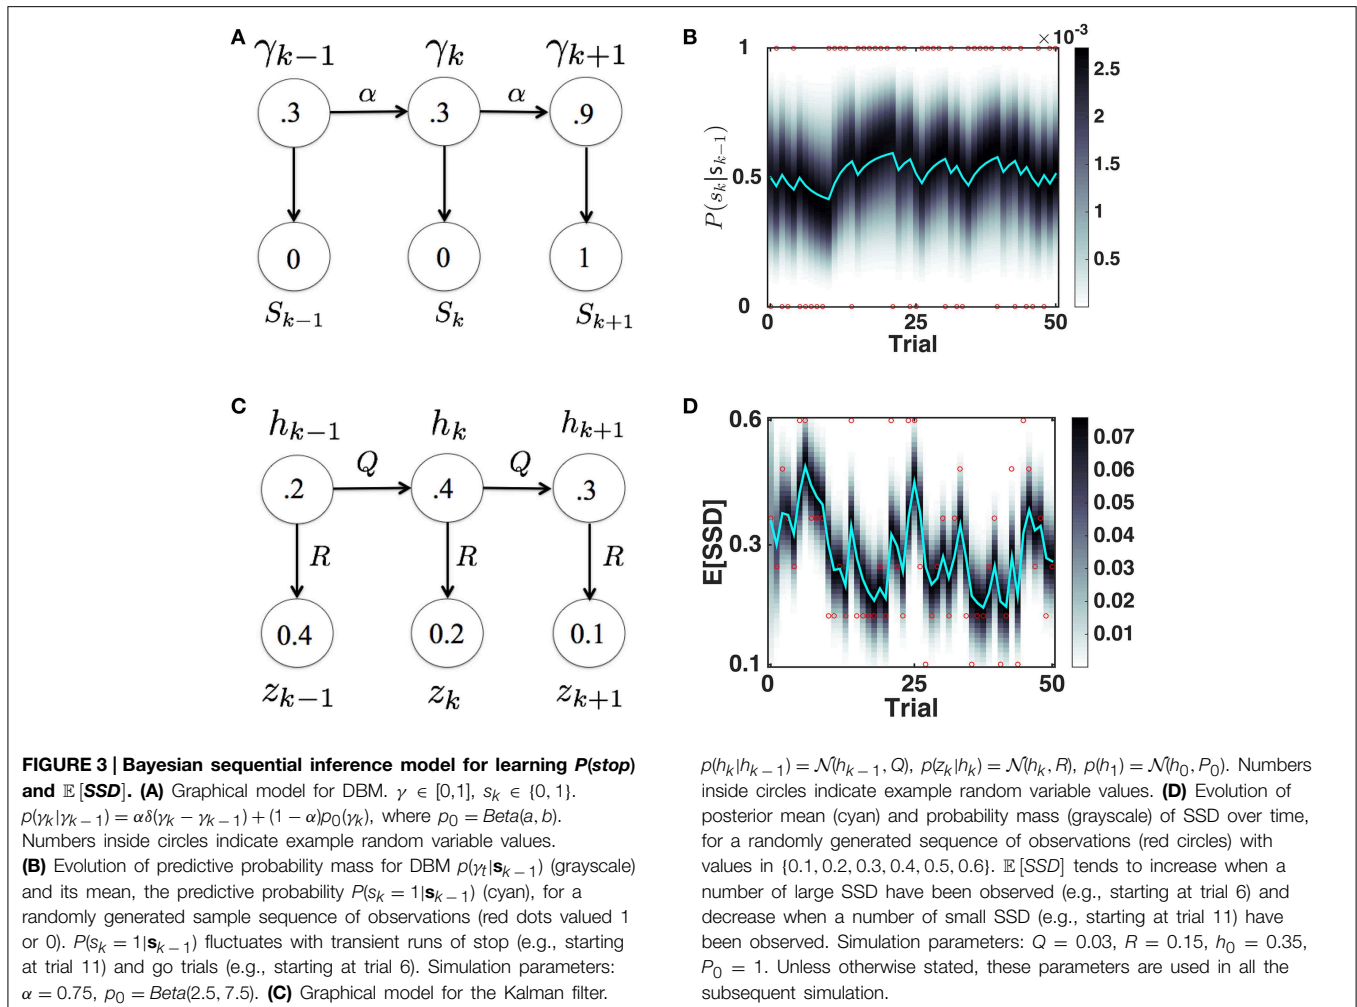 A
γk−1
γk
γk+1
.3
α
.3
α
.9
0
0
1
Sk−1
Sk
Sk+1
B
×10-3
1
0.5
0
P(sk|sk−1)
0
25
50
Trial
2.5
2
1.5
1
0.5
C
hk−1
hk
hk+1
.2
Q
.4
Q
.3
R
R
R
0.4
0.2
0.1
zk−1
zk
zk+1
D
0.6
0.3
0.1
E[SSD]
0
25
50
Trial
0.07
0.06
0.05
0.04
0.03
0.02
0.01
FIGURE 3 | Bayesian sequential inference model for learning P(stop)
and 𝔼[SSD]. (A) Graphical model for DBM. γ ∈ [0,1], sk ∈ {0, 1}.
p(γk|γk−1) = αδ(γk − γk−1) + (1 − α)p0(γk), where p0 = Beta(a, b).
Numbers inside circles indicate example random variable values.
(B) Evolution of predictive probability mass for DBM p(γt|sk−1) (grayscale)
and its mean, the predictive probability P(sk = 1|sk−1) (cyan), for a
randomly generated sample sequence of observations (red dots valued 1
or 0). P(sk = 1|sk−1) fluctuates with transient runs of stop (e.g., starting
at trial 11) and go trials (e.g., starting at trial 6). Simulation parameters:
α = 0.75, p0 = Beta(2.5, 7.5). (C) Graphical model for the Kalman filter.
p(hk|hk−1) = N(hk−1, Q), p(zk|hk) = N(hk, R), p(h1) = N(h0, P0). Numbers
inside circles indicate example random variable values. (D) Evolution of
posterior mean (cyan) and probability mass (grayscale) of SSD over time,
for a randomly generated sequence of observations (red circles) with
values in {0.1, 0.2, 0.3, 0.4, 0.5, 0.6}. 𝔼[SSD] tends to increase when a
number of large SSD have been observed (e.g., starting at trial 6) and
decrease when a number of small SSD (e.g., starting at trial 11) have
been observed. Simulation parameters: Q = 0.03, R = 0.15, h0 = 0.35,
P0 = 1. Unless otherwise stated, these parameters are used in all the
subsequent simulation.